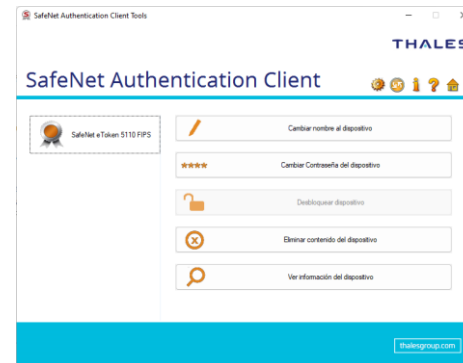 SafeNet Authentication Client Tools
THALES
SafeNet Authentication Client
SafeNet eToken 5110 FIPS
Cambiar nombre al dispositivo
Cambiar Contraseña del dispositivo
Desbloquear dispositivo
Eliminar contenido del dispositivo
Ver información del dispositivo
thalesgroup.com